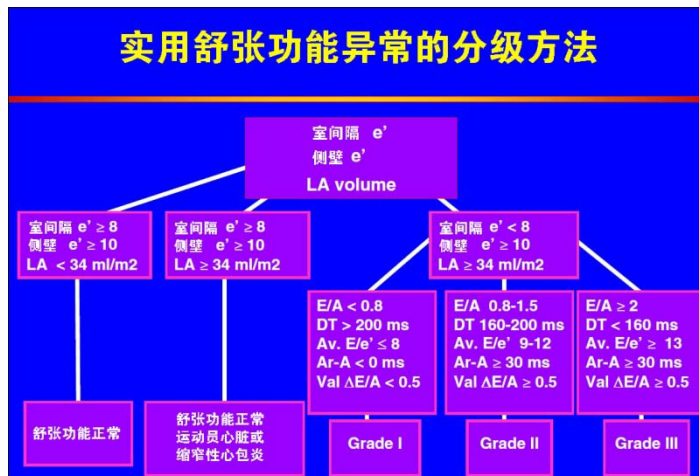 实用舒张功能异常的分级方法
室间隔 e’
侧壁 e’
LA volume
室间隔 e’ ≥ 8
侧壁 e’ ≥ 10
LA < 34 ml/m2
室间隔 e’ ≥ 8
侧壁 e’ ≥ 10
LA ≥ 34 ml/m2
室间隔 e’ < 8
侧壁 e’ ≥ 10
LA ≥ 34 ml/m2
E/A < 0.8
DT > 200 ms
Av. E/e’ ≤ 8
Ar-A < 0 ms
Val ΔE/A < 0.5
E/A 0.8-1.5
DT 160-200 ms
Av. E/e’ 9-12
Ar-A ≥ 30 ms
Val ΔE/A ≥ 0.5
E/A ≥ 2
DT < 160 ms
Av. E/e’ ≥ 13
Ar-A ≥ 30 ms
Val ΔE/A ≥ 0.5
舒张功能正常
舒张功能正常
运动员心脏或
缩窄性心包炎
Grade I
Grade II
Grade III